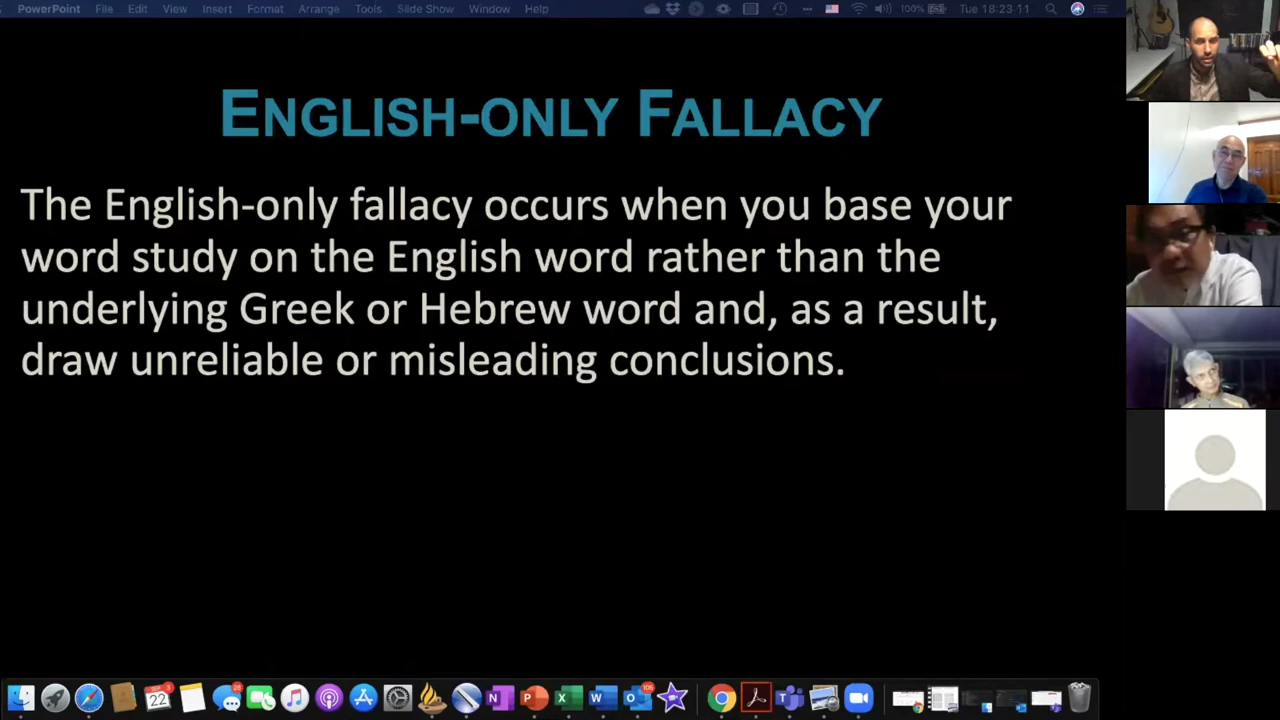 PowerPoint File Edit View Insert Format Arrange Tools Slide Show Window Help 100% Tue 18:23:11
ENGLISH-ONLY FALLACY
The English-only fallacy occurs when you base your
word study on the English word rather than the
underlying Greek or Hebrew word and, as a result,
draw unreliable or misleading conclusions.
22